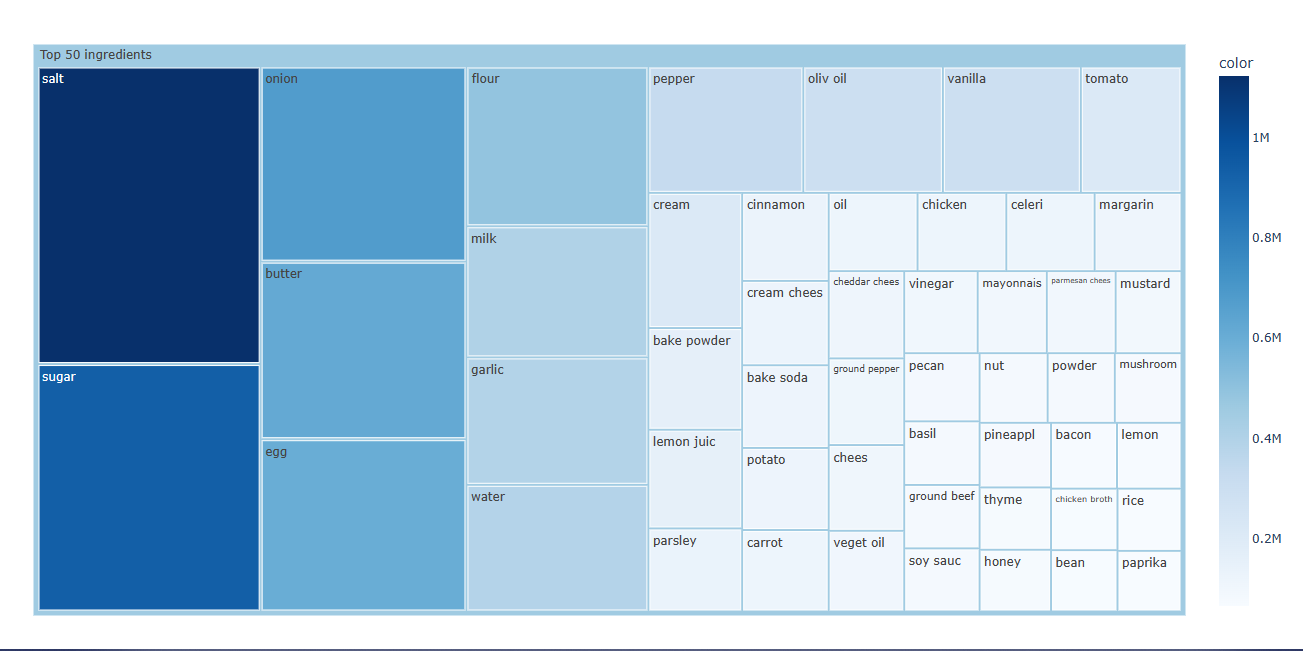 Top 50 ingredients
salt
sugar
onion
butter
egg
flour
milk
garlic
water
pepper
oliv oil
vanilla
tomato
cream
bake powder
lemon juic
parsley
cinnamon
cream chees
bake soda
potato
carrot
oil
chicken
celeri
margarin
cheddar chees
ground pepper
chees
veget oil
vinegar
mayonnais
parmesan chees
mustard
pecan
basil
ground beef
soy sauc
nut
powder
mushroom
pineappl
thyme
honey
bacon
lemon
chicken broth
rice
bean
paprika
color
1M
0.8M
0.6M
0.4M
0.2M